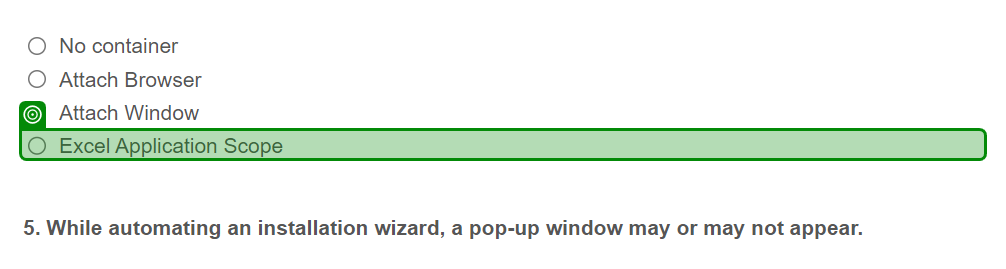 No container
Attach Browser
Attach Window
Excel Application Scope
5. While automating an installation wizard, a pop-up window may or may not appear.